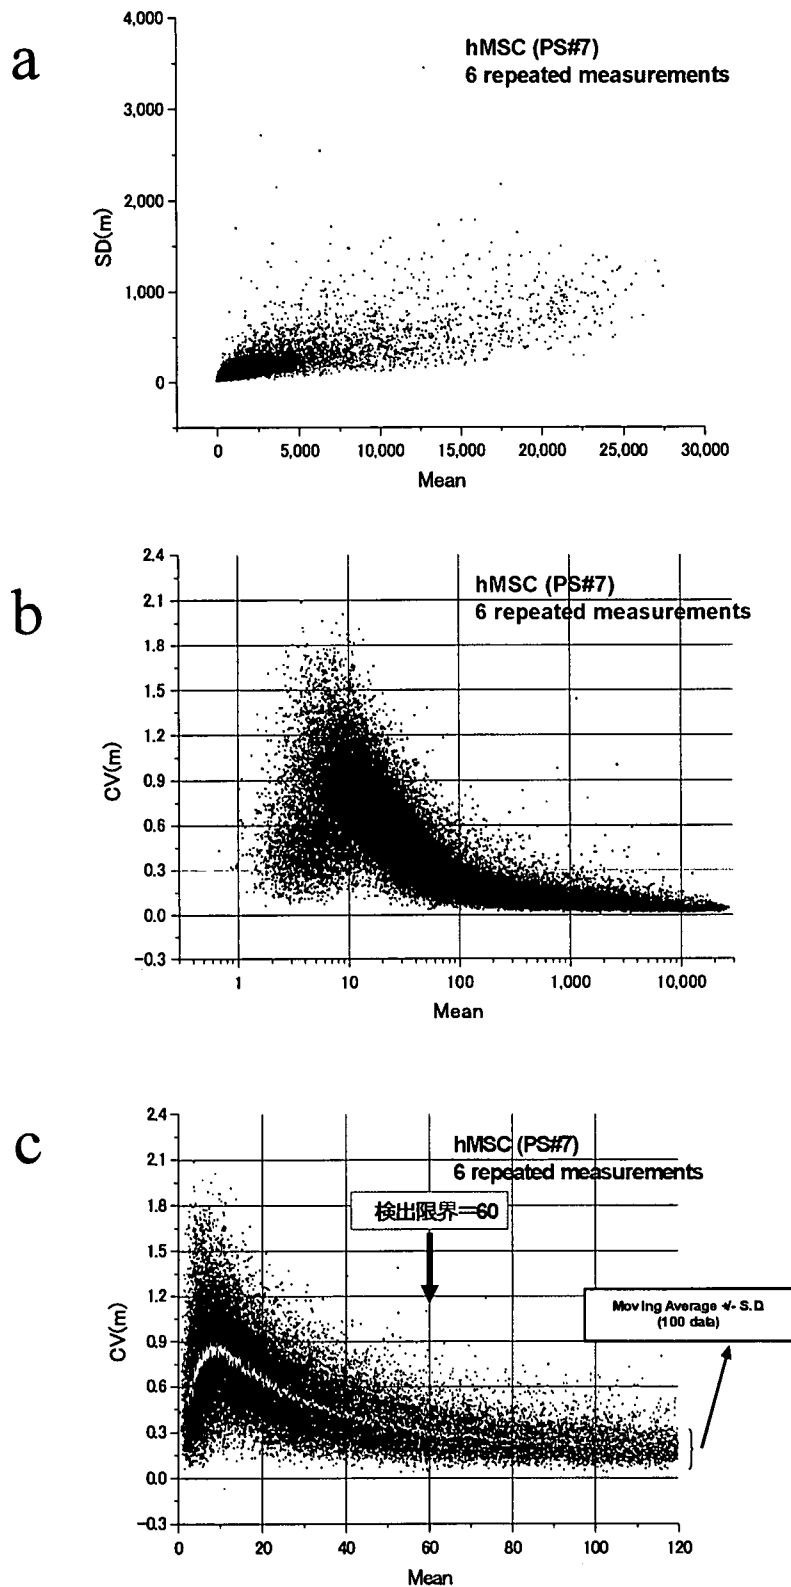 a
4,000
3,000
2,000
1,000
0
SD(m)
hMSC (PS#7)
6 repeated measurements
0 5,000 10,000 15,000 20,000 25,000 30,000
Mean
b
2.4
2.1
1.8
1.5
1.2
0.9
0.6
0.3
0.0
-0.3
CV(m)
hMSC (PS#7)
6 repeated measurements
1 10 100 1,000 10,000
Mean
c
2.4
2.1
1.8
1.5
1.2
0.9
0.6
0.3
0.0
-0.3
CV(m)
hMSC (PS#7)
6 repeated measurements
検出限界=60
Moving Average +/- S.D.
(100 data)
0 20 40 60 80 100 120
Mean